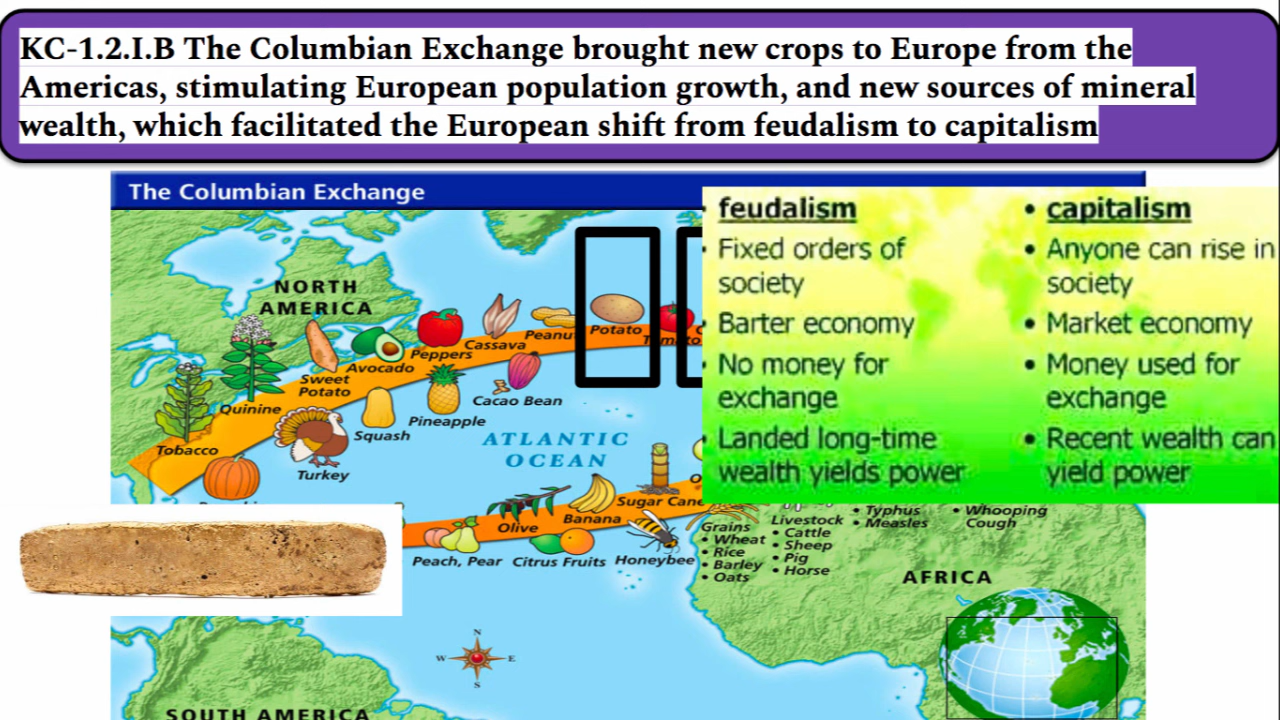 KC-1.2.I.B The Columbian Exchange brought new crops to Europe from the
Americas, stimulating European population growth, and new sources of mineral
wealth, which facilitated the European shift from feudalism to capitalism
The Columbian Exchange
NORTH
AMERICA
Tobacco
Quinine
Sweet
Potato
Avocado
Peppers
Cassava
Peanut
Potato
Tomato
Turkey
Squash
Pineapple
Cacao Bean
ATLANTIC
OCEAN
Peach, Pear
Olive
Citrus Fruits
Banana
Honeybee
Sugar Cane
Grains
• Wheat
• Rice
• Barley
• Oats
Livestock
• Cattle
• Sheep
• Pig
• Horse
• Typhus
• Measles
• Whooping
Cough
AFRICA
SOUTH AMERICA
N
W
E
S
• feudalism
• Fixed orders of
society
• Barter economy
• No money for
exchange
• Landed long-time
wealth yields power
• capitalism
• Anyone can rise in
society
• Market economy
• Money used for
exchange
• Recent wealth can
yield power